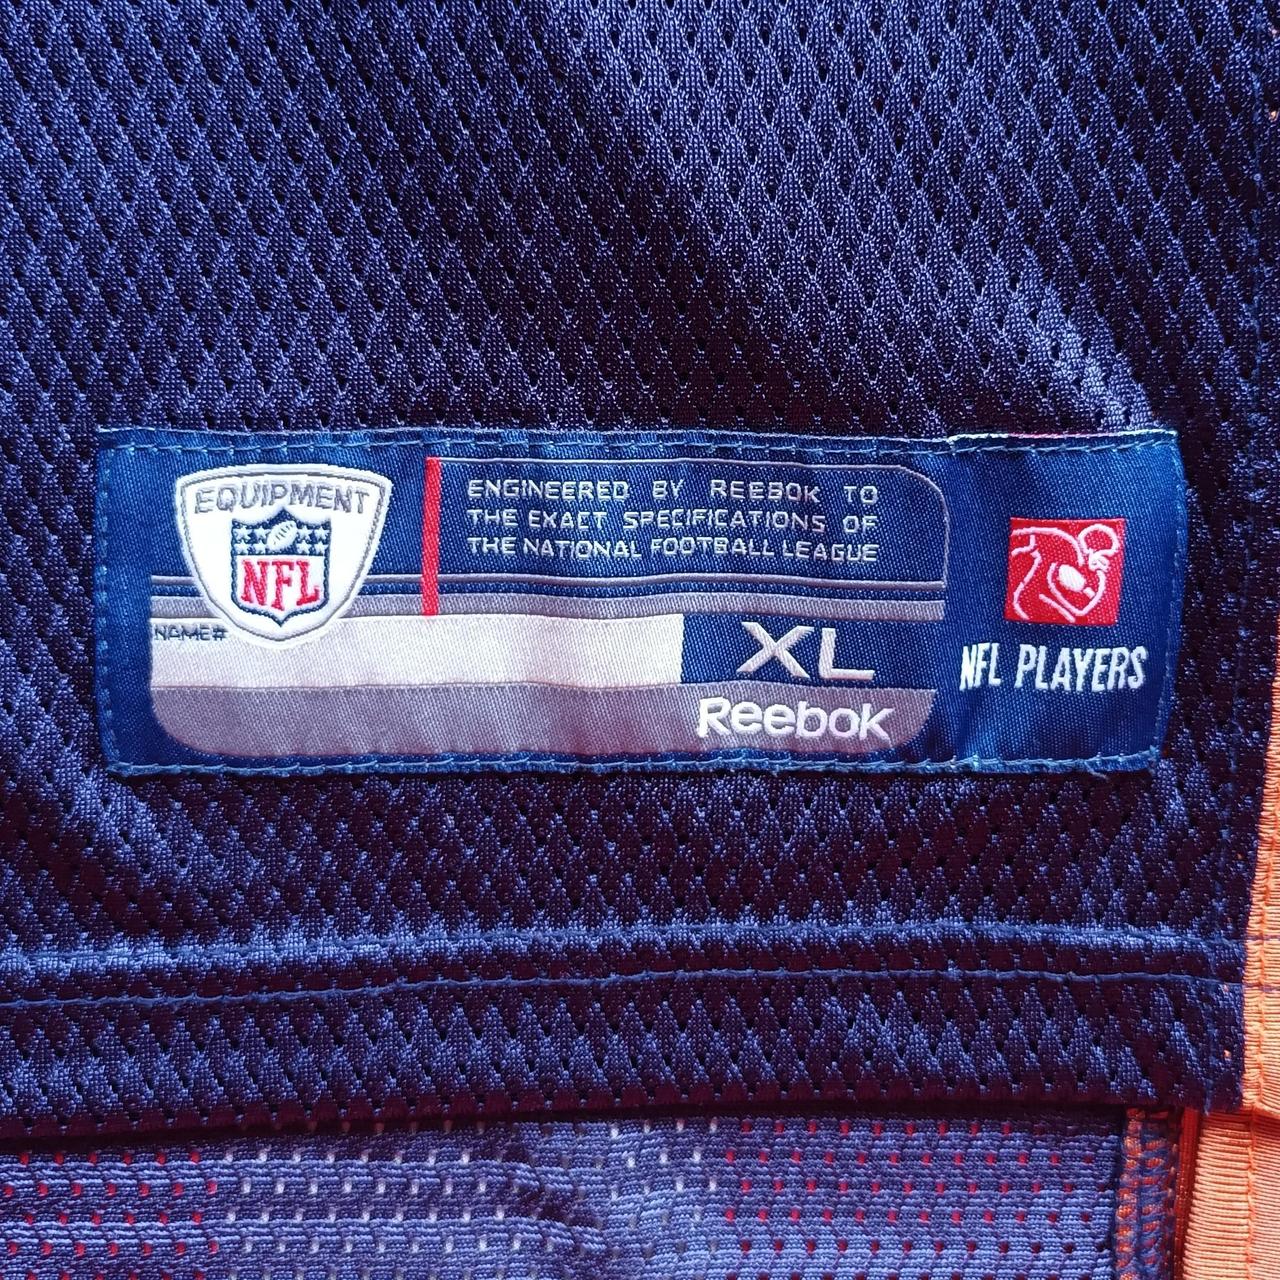 EQUIPMENT
NFL
ENGINEERED BY REEBOK TO
THE EXACT SPECIFICATIONS OF
THE NATIONAL FOOTBALL LEAGUE
NAME#
XL
Reebok
NFL PLAYERS